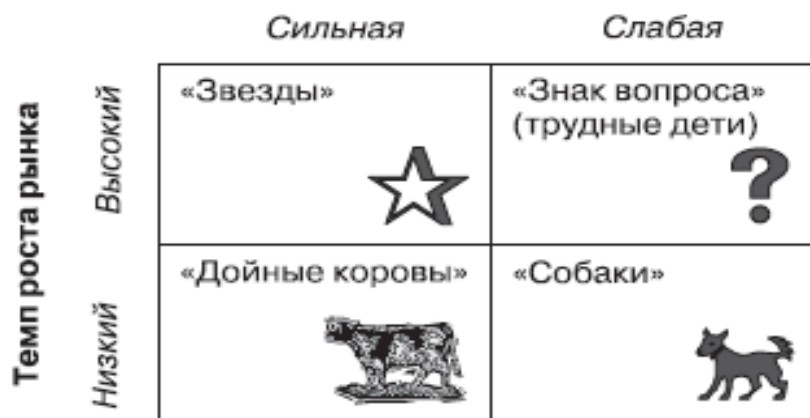 Сильная
Слабая
Темп роста рынка
Высокий
«Звезды»
«Знак вопроса»
(трудные дети)
?
Низкий
«Дойные коровы»
«Собаки»